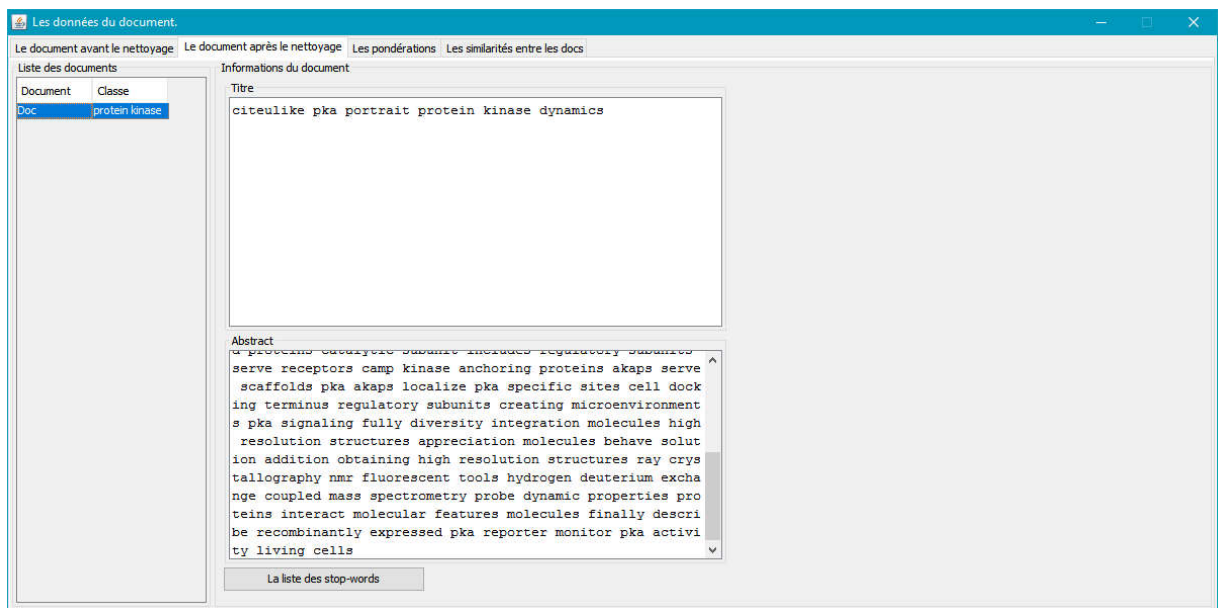 Les données du document.
Le document avant le nettoyage Le document après le nettoyage Les pondérations Les similarités entre les docs
Liste des documents
Document Classe
Doc protein kinase
Informations du document
Titre
citeulike pka portrait protein kinase dynamics
Abstract
d proteins catalytic subunit includes regulatory subunits
serve receptors camp kinase anchoring proteins akaps serve
scaffolds pka akaps localize pka specific sites cell dock
ing terminus regulatory subunits creating microenvironment
s pka signaling fully diversity integration molecules high
resolution structures appreciation molecules behave solut
ion addition obtaining high resolution structures ray crys
tallography nmr fluorescent tools hydrogen deuterium excha
nge coupled mass spectrometry probe dynamic properties pro
teins interact molecular features molecules finally descri
be recombinantly expressed pka reporter monitor pka activi
ty living cells
La liste des stop-words